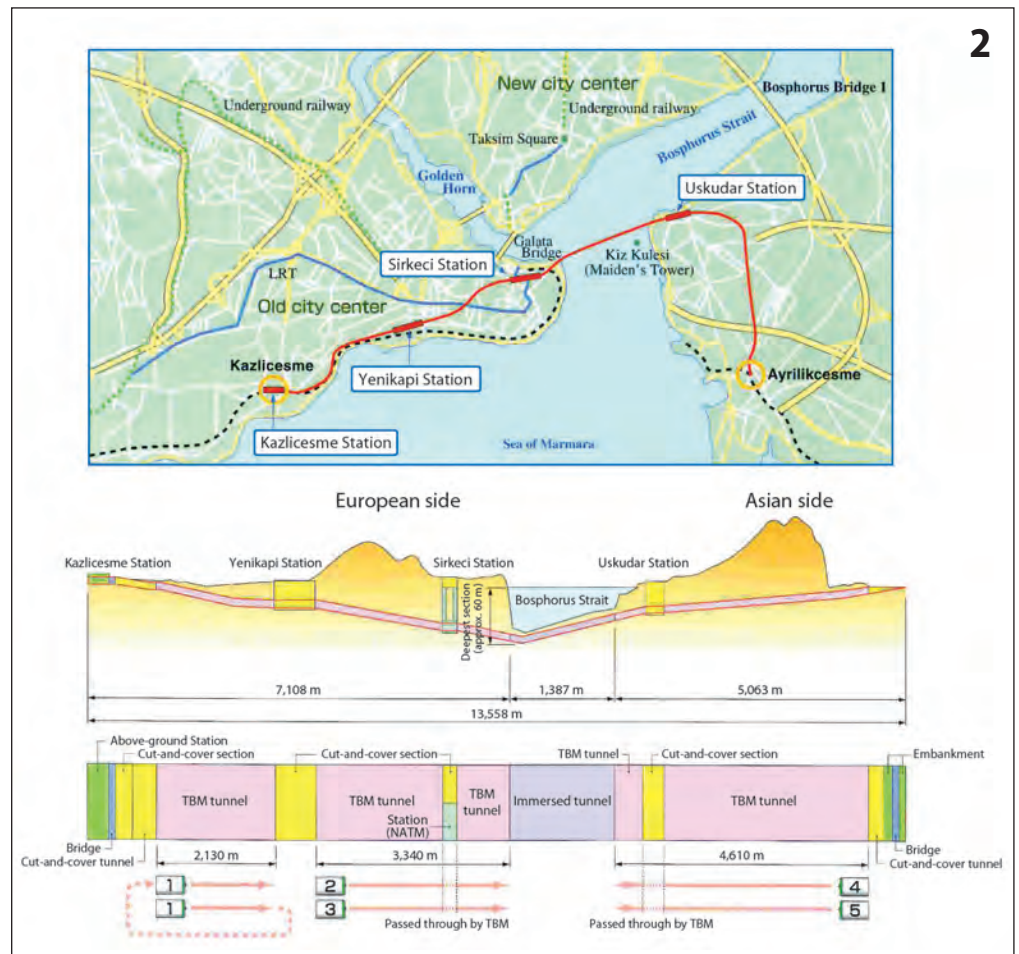 2
New city center
Bosphorus Bridge 1
Underground railway
Underground railway
Taksim Square
Bosphorus Strait
Golden
Horn
Uskudar Station
Galata
Bridge
Kiz Kulesi
(Maiden's Tower)
Sirkeci Station
LRT
Old city center
Kazlicesme
Yenikapi Station
Ayrilikcesme
Kazlicesme Station
Sea of Marmara
European side
Asian side
Kazlicesme Station
Yenikapi Station
Sirkeci Station
Uskudar Station
Deepest section
(approx. 60 m)
Bosphorus Strait
7,108 m
1,387 m
5,063 m
13,558 m
Above-ground Station
Cut-and-cover section
Cut-and-cover section
TBM tunnel
Cut-and-cover section
Embankment
TBM tunnel
TBM tunnel
TBM
tunnel
Immersed tunnel
TBM tunnel
Station
(NATM)
Bridge
Cut-and-cover tunnel
Bridge
Cut-and-cover tunnel
2,130 m
3,340 m
4,610 m
1
2
4
1
3
5
Passed through by TBM
Passed through by TBM